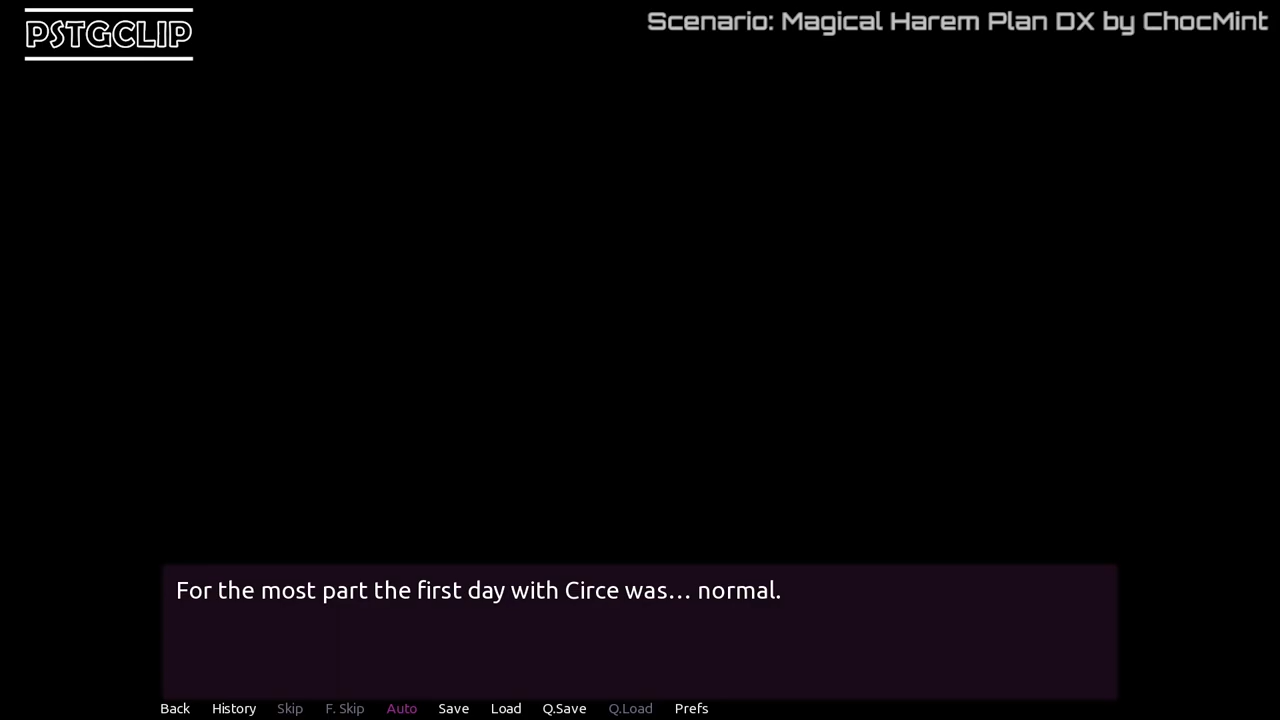 PSTGCLIP
Scenario: Magical Harem Plan DX by ChocMint
For the most part the first day with Circe was… normal.
Back History Skip F. Skip Auto Save Load Q.Save Q.Load Prefs